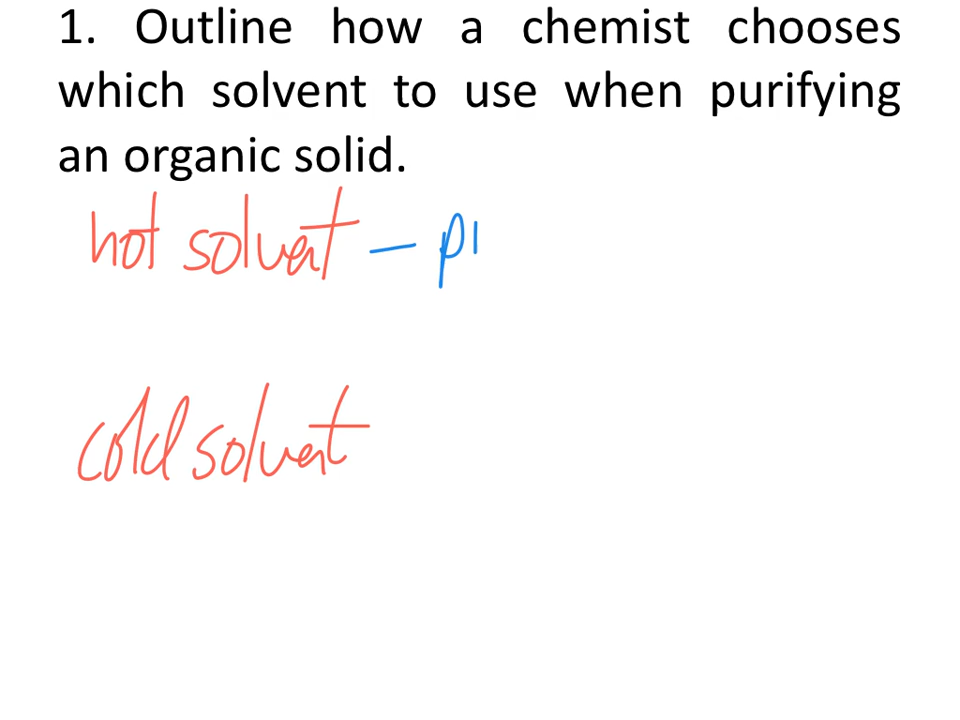 1. Outline how a chemist chooses
which solvent to use when purifying
an organic solid.
hot solvent – p
cold solvent